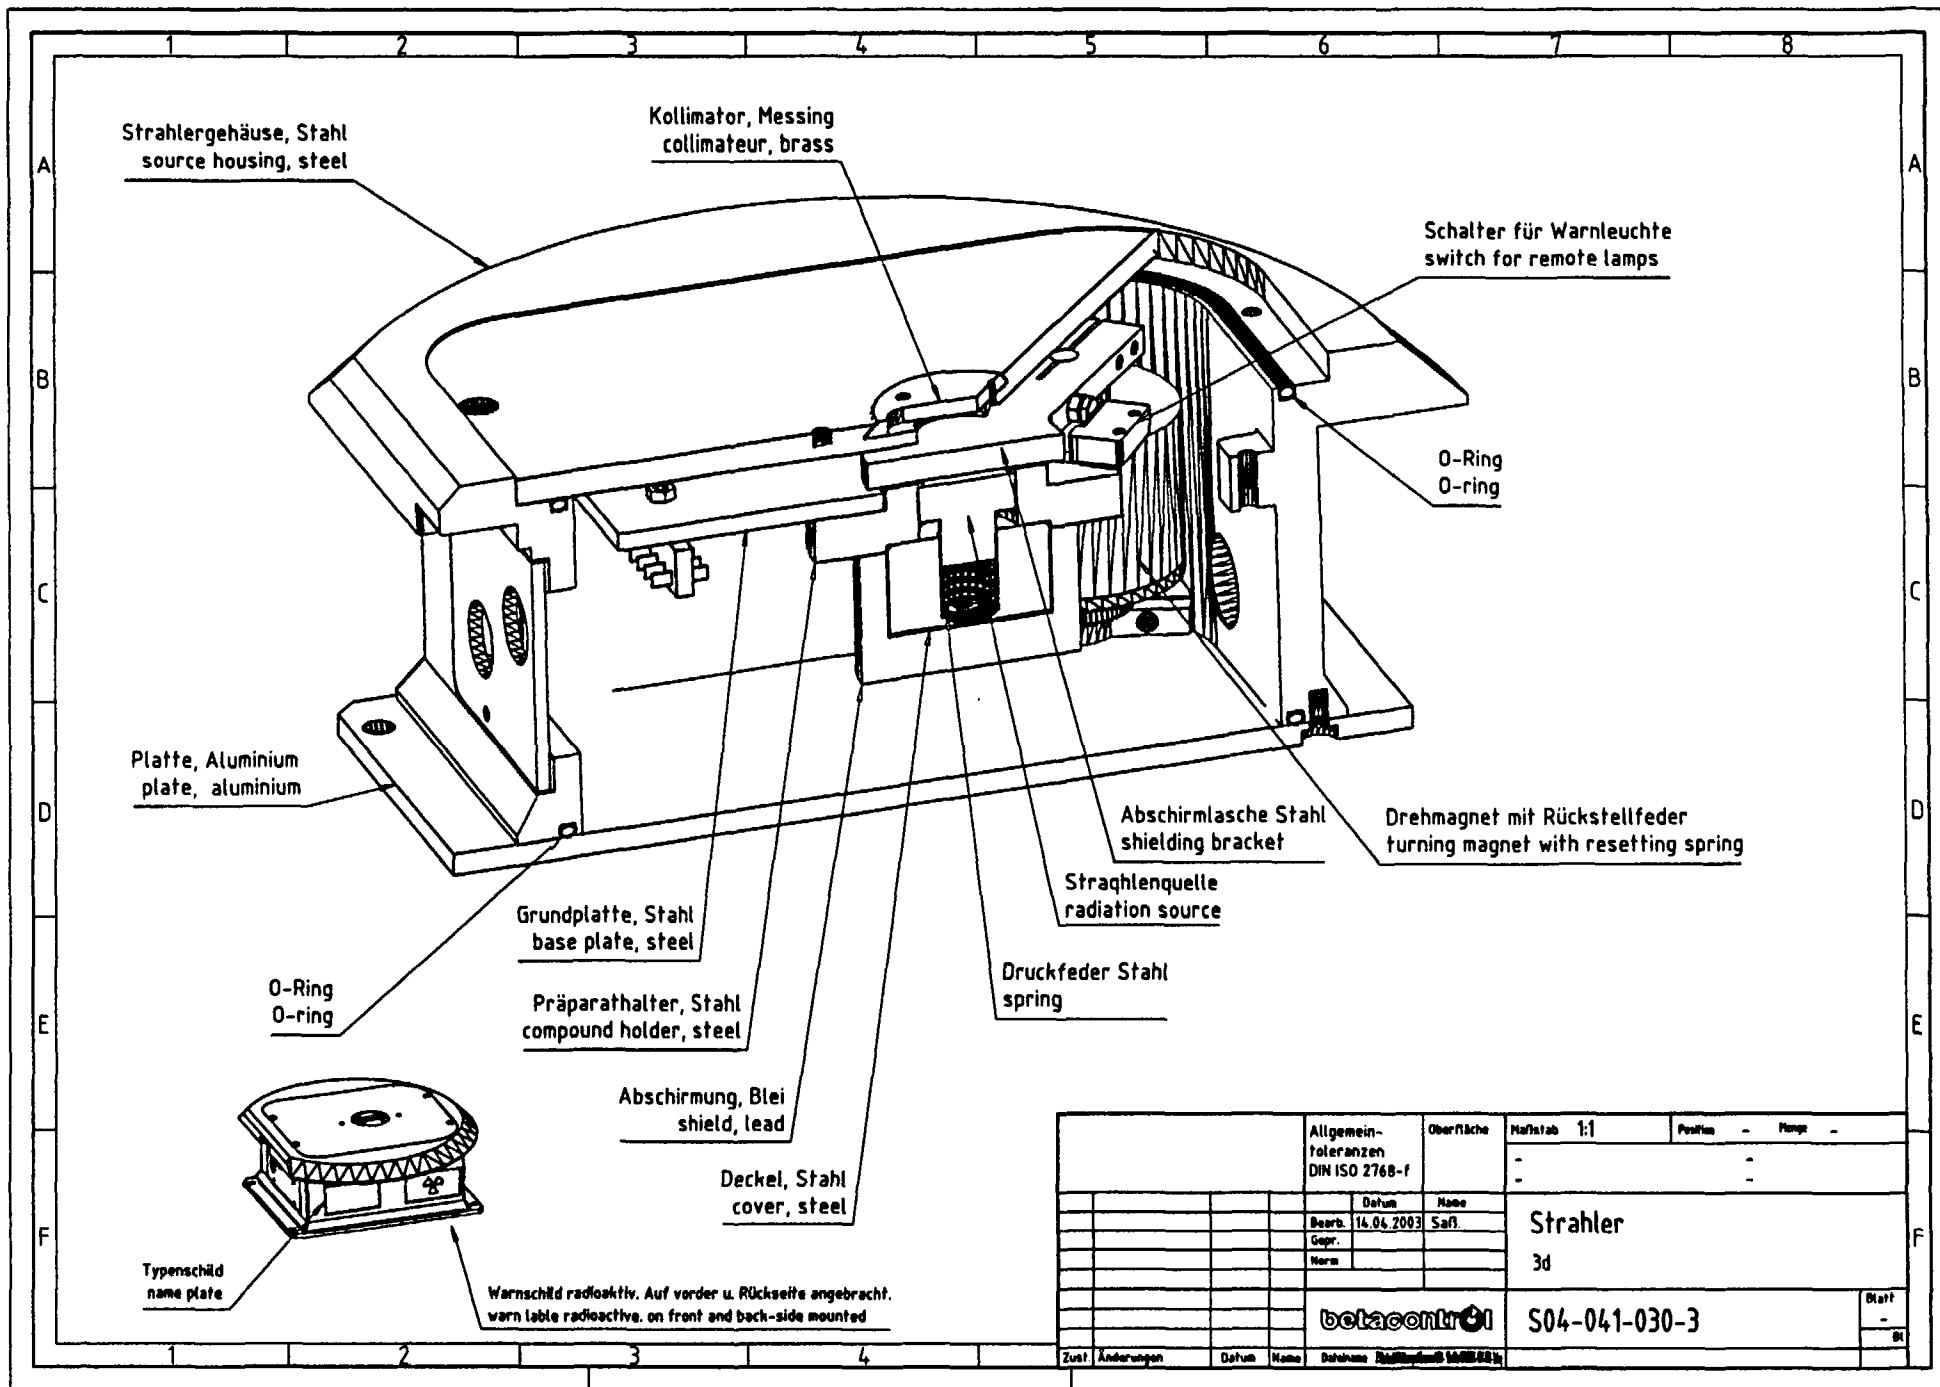 1 2 3 4 5 6 7 8
A A
B B
C C
D D
E E
F F
Strahlergehäuse, Stahl
source housing, steel
Kollimator, Messing
collimateur, brass
Schalter für Warnleuchte
switch for remote lamps
O-Ring
O-ring
Platte, Aluminium
plate, aluminium
Abschirmlasche Stahl
shielding bracket
Drehmagnet mit Rückstellfeder
turning magnet with resetting spring
Straqhlenquelle
radiation source
Grundplatte, Stahl
base plate, steel
Druckfeder Stahl
spring
O-Ring
O-ring
Präparathalter, Stahl
compound holder, steel
Abschirmung, Blei
shield, lead
Deckel, Stahl
cover, steel
Typenschild
name plate
Warnschild radioaktiv. Auf vorder u. Rückseite angebracht.
warn lable radioactive. on front and back-side mounted
Allgemein-
toleranzen
DIN ISO 2768-f
Oberfläche
Maßstab 1:1
Position - Menge -
- -
- -
Datum Name
Bearb. 14.04.2003 Saß.
Gepr.
Norm
Strahler
3d
betacontrol
S04-041-030-3
Blatt
-
Bl
Zust. Änderungen Datum Name Dateiname
1 2 3 4